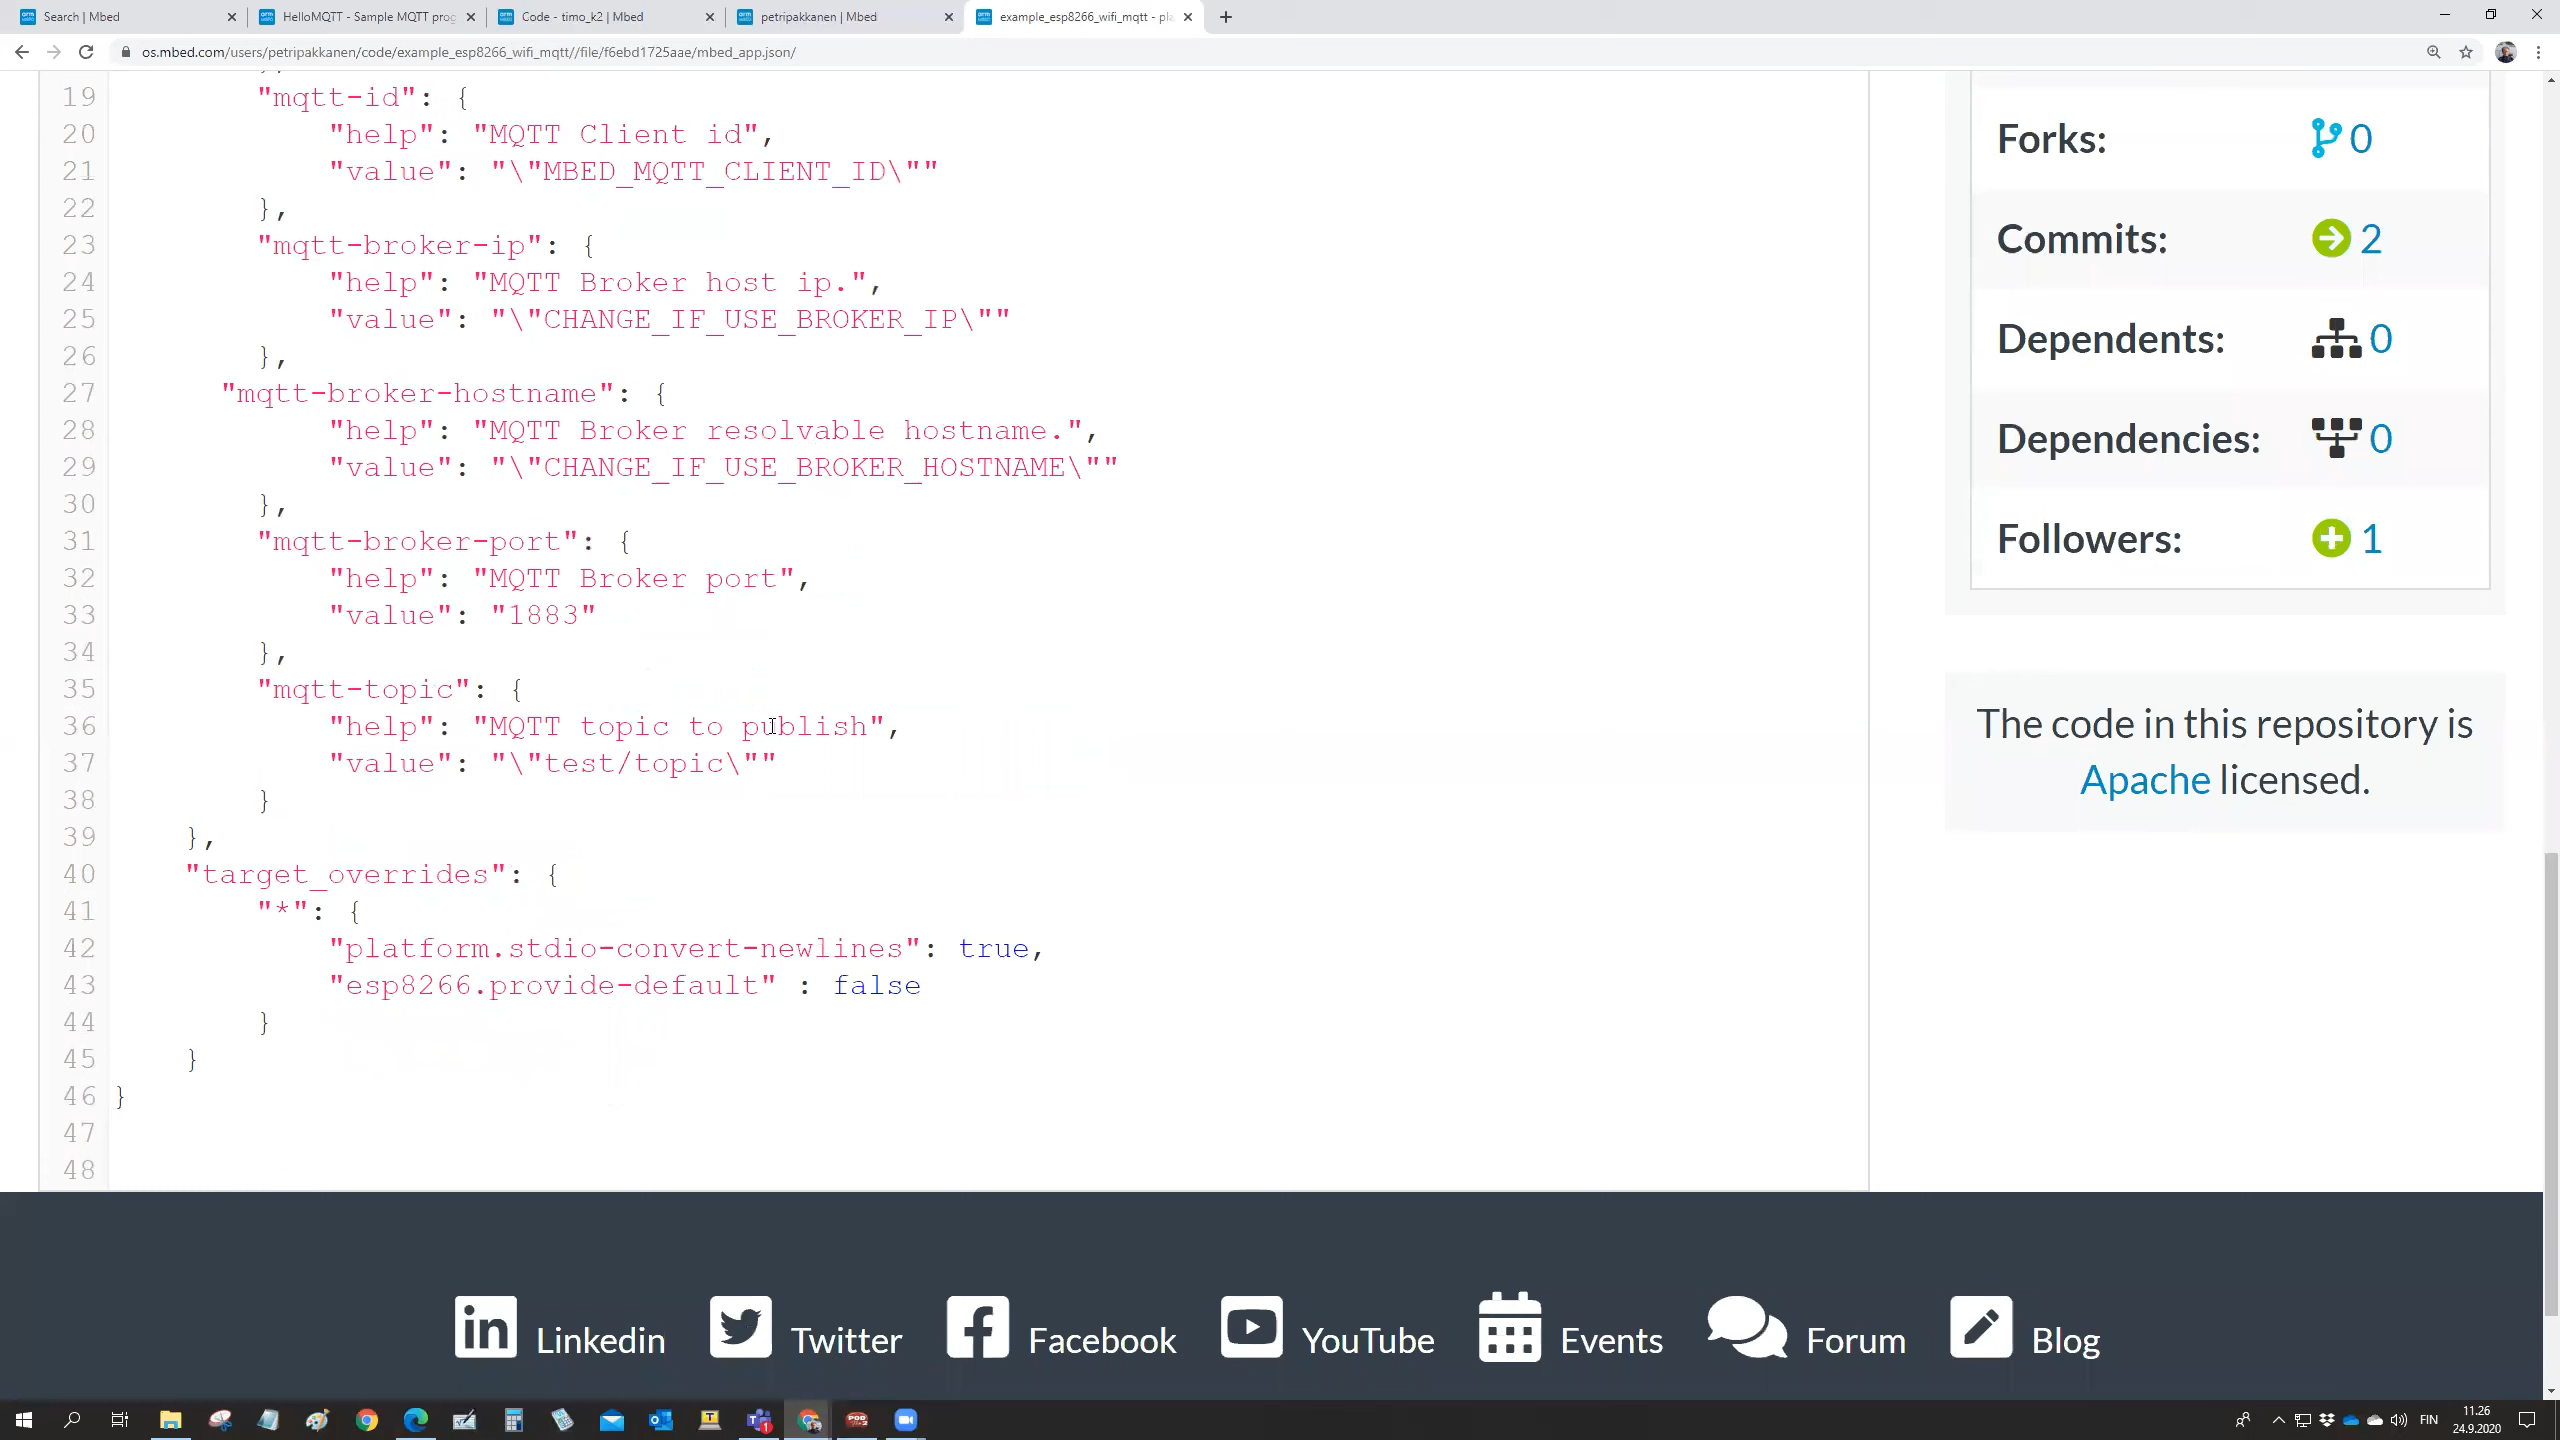 Search | Mbed
HelloMQTT - Sample MQTT prog
Code - timo_k2 | Mbed
petripakkanen | Mbed
example_esp8266_wifi_mqtt - pla
os.mbed.com/users/petripakkanen/code/example_esp8266_wifi_mqtt//file/f6ebd1725aae/mbed_app.json/
19 "mqtt-id": {
20 "help": "MQTT Client id",
21 "value": "\"MBED_MQTT_CLIENT_ID\""
22 },
23 "mqtt-broker-ip": {
24 "help": "MQTT Broker host ip.",
25 "value": "\"CHANGE_IF_USE_BROKER_IP\""
26 },
27 "mqtt-broker-hostname": {
28 "help": "MQTT Broker resolvable hostname.",
29 "value": "\"CHANGE_IF_USE_BROKER_HOSTNAME\""
30 },
31 "mqtt-broker-port": {
32 "help": "MQTT Broker port",
33 "value": "1883"
34 },
35 "mqtt-topic": {
36 "help": "MQTT topic to publish",
37 "value": "\"test/topic\""
38 }
39 },
40 "target_overrides": {
41 "*": {
42 "platform.stdio-convert-newlines": true,
43 "esp8266.provide-default" : false
44 }
45 }
46 }
47
48
Forks: 0
Commits: 2
Dependents: 0
Dependencies: 0
Followers: 1
The code in this repository is
Apache licensed.
Linkedin
Twitter
Facebook
YouTube
Events
Forum
Blog
FIN
11.26
24.9.2020